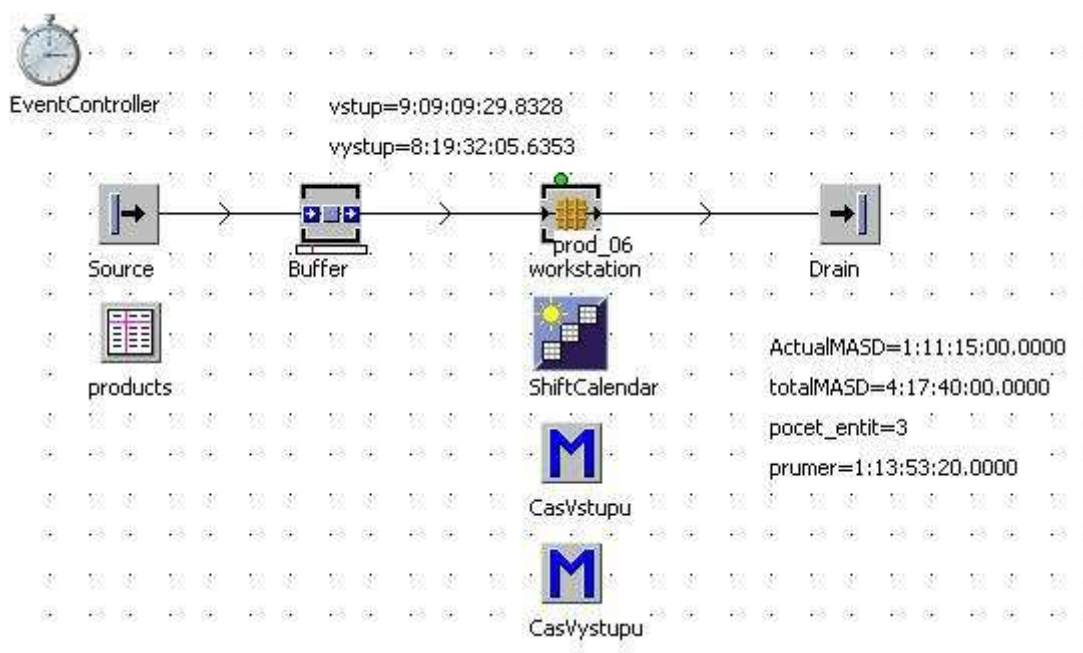 EventController
vstup=9:09:09:29.8328
vystup=8:19:32:05.6353
prod_06
Source
Buffer
workstation
Drain
products
ShiftCalendar
ActualMASD=1:11:15:00.0000
totalMASD=4:17:40:00.0000
pocet_entit=3
prumer=1:13:53:20.0000
M
CasVstupu
M
CasVystupu